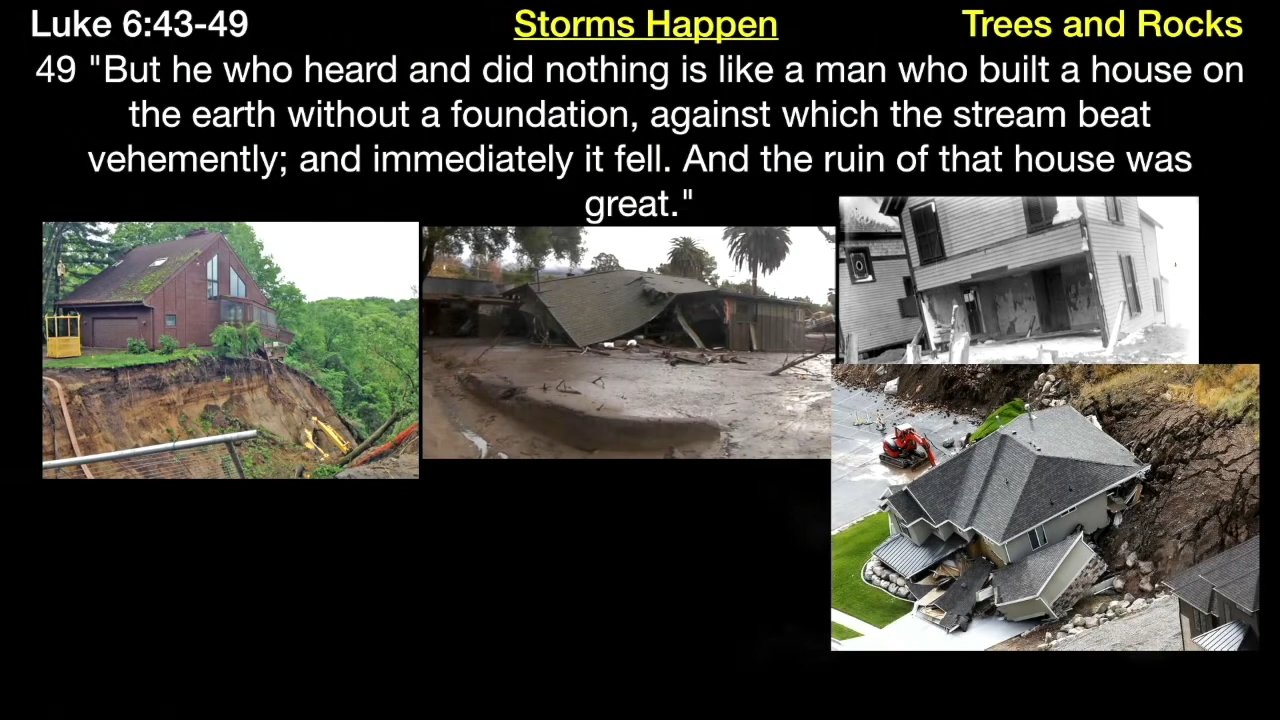 Luke 6:43-49 Storms Happen Trees and Rocks
49 "But he who heard and did nothing is like a man who built a house on
the earth without a foundation, against which the stream beat
vehemently; and immediately it fell. And the ruin of that house was
great."